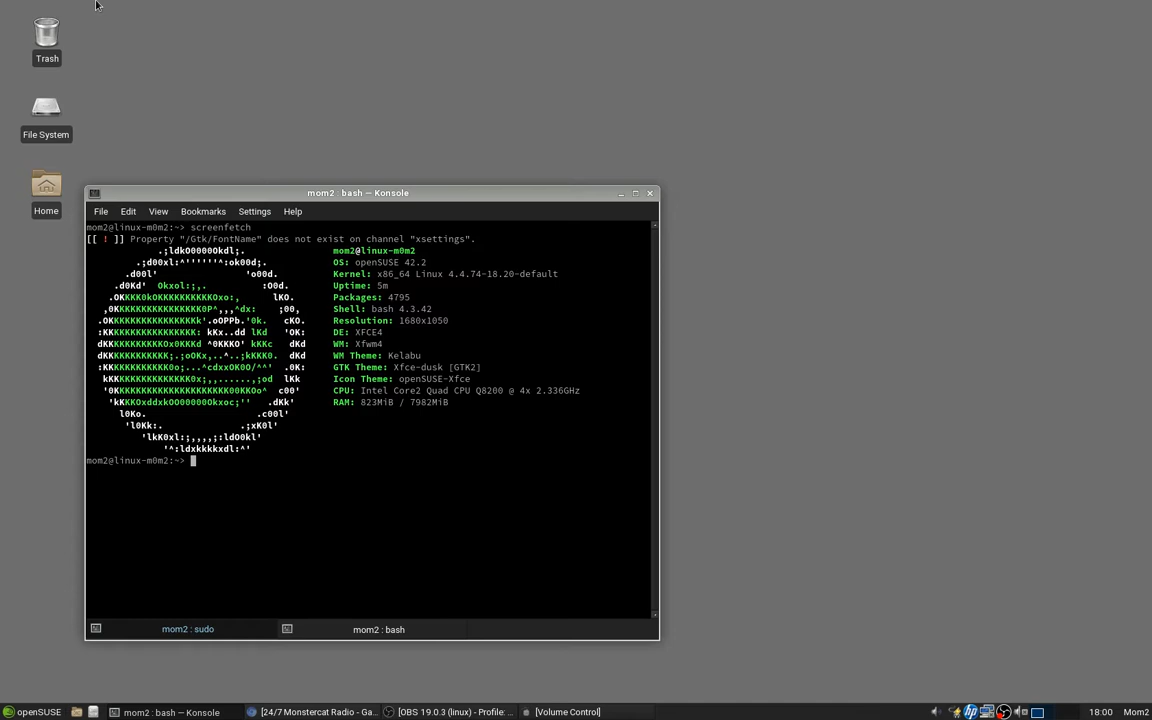 Trash
File System
Home
mom2 : bash — Konsole
File Edit View Bookmarks Settings Help
mom2@linux-m0m2:~> screenfetch
[[ ! ]] Property "/Gtk/FontName" does not exist on channel "xsettings".
mom2@linux-m0m2
OS: openSUSE 42.2
Kernel: x86_64 Linux 4.4.74-18.20-default
Uptime: 5m
Packages: 4795
Shell: bash 4.3.42
Resolution: 1680x1050
DE: XFCE4
WM: Xfwm4
WM Theme: Kelabu
GTK Theme: Xfce-dusk [GTK2]
Icon Theme: openSUSE-Xfce
CPU: Intel Core2 Quad CPU Q8200 @ 4x 2.336GHz
RAM: 823MiB / 7982MiB
mom2@linux-m0m2:~>
mom2 : sudo mom2 : bash
openSUSE mom2 : bash — Konsole [24/7 Monstercat Radio - Ga... [OBS 19.0.3 (linux) - Profile: ... [Volume Control] hp 18:00 Mom2